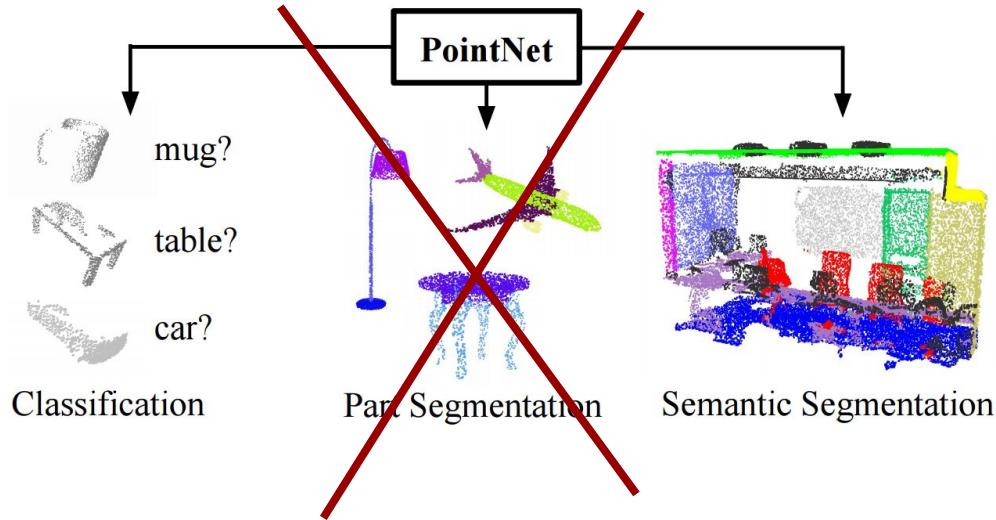 PointNet
mug?
table?
car?
Classification
Part Segmentation
Semantic Segmentation